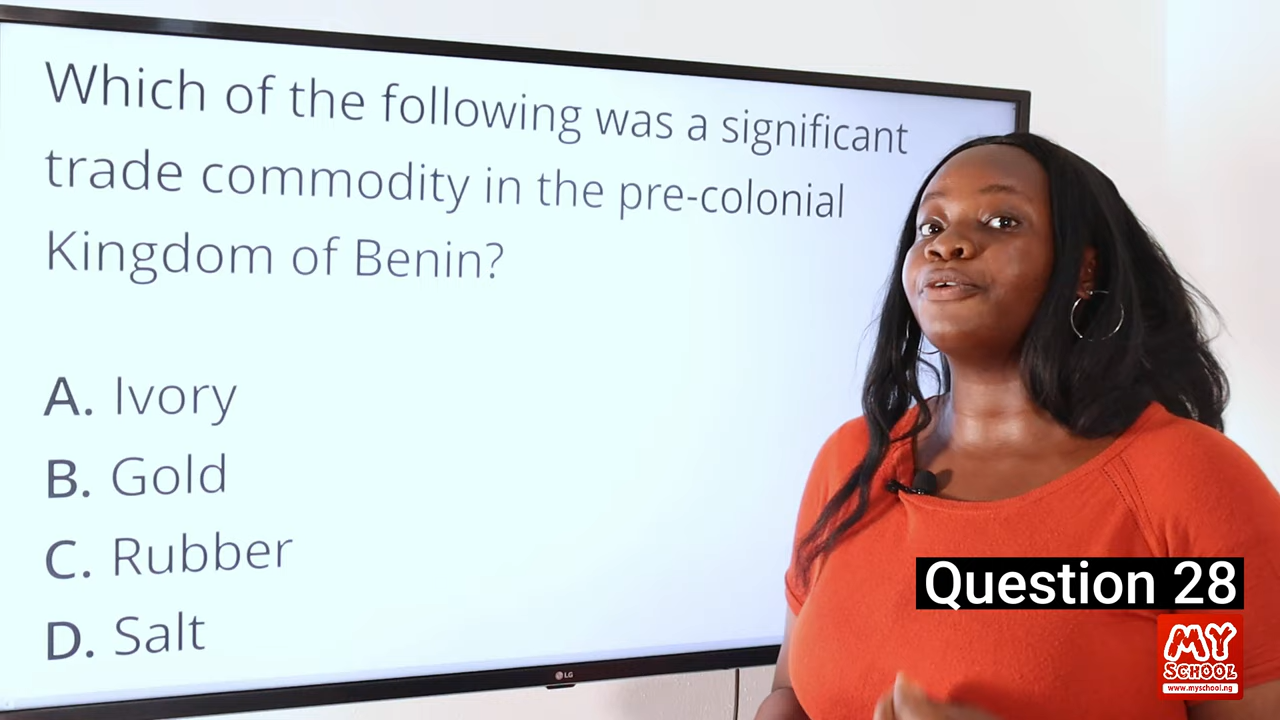 Which of the following was a significant
trade commodity in the pre-colonial
Kingdom of Benin?
A. Ivory
B. Gold
C. Rubber
D. Salt
LG
Question 28
MY
SCHOOL
www.myschool.ng